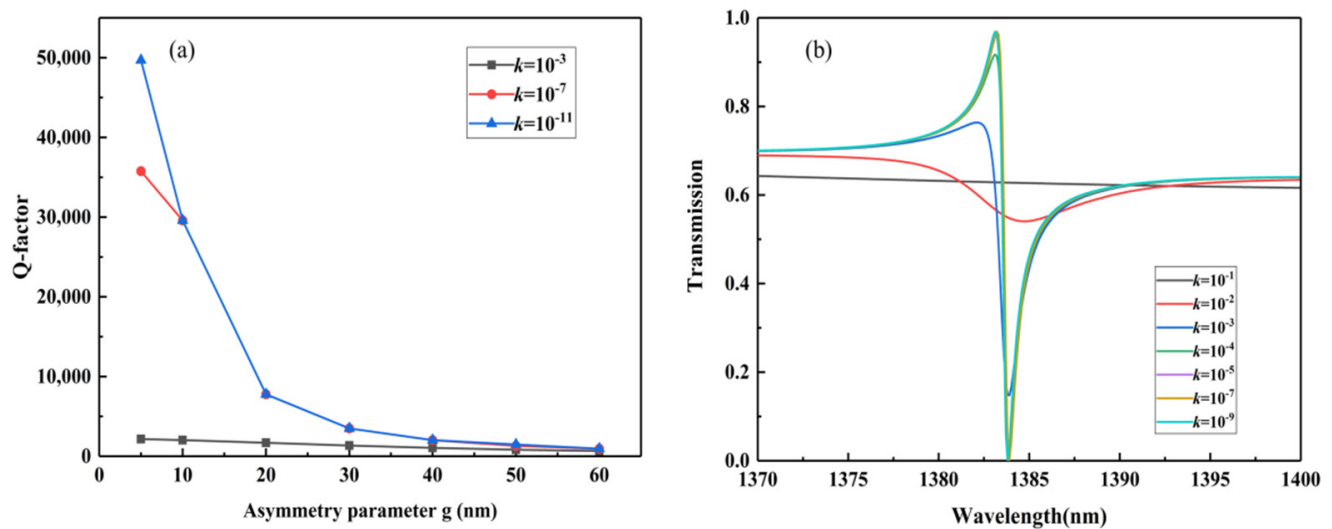 (a)
k=10⁻³
k=10⁻⁷
k=10⁻¹¹
50,000
40,000
30,000
20,000
10,000
0
Q-factor
0
10
20
30
40
50
60
Asymmetry parameter g (nm)
(b)
1.0
0.8
0.6
0.4
0.2
0.0
Transmission
k=10⁻¹
k=10⁻²
k=10⁻³
k=10⁻⁴
k=10⁻⁵
k=10⁻⁷
k=10⁻⁹
1370
1375
1380
1385
1390
1395
1400
Wavelength(nm)